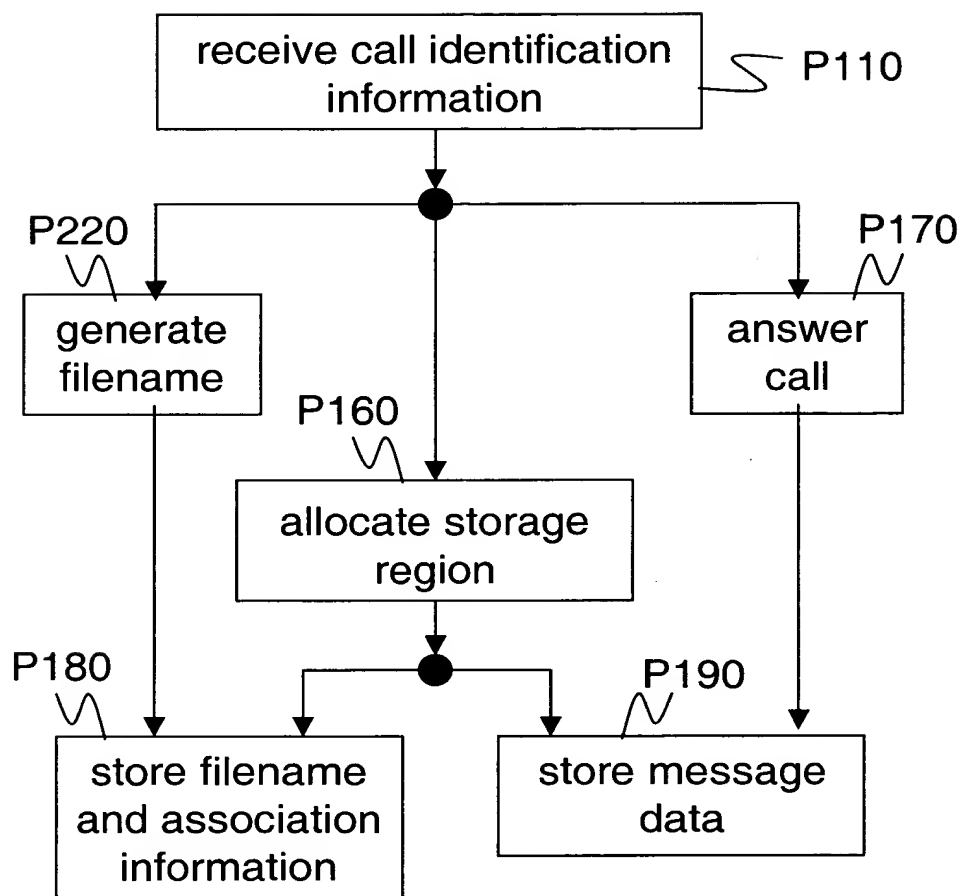 receive call identification
information
P110
P220
P170
generate
filename
answer
call
P160
allocate storage
region
P180
P190
store filename
and association
information
store message
data